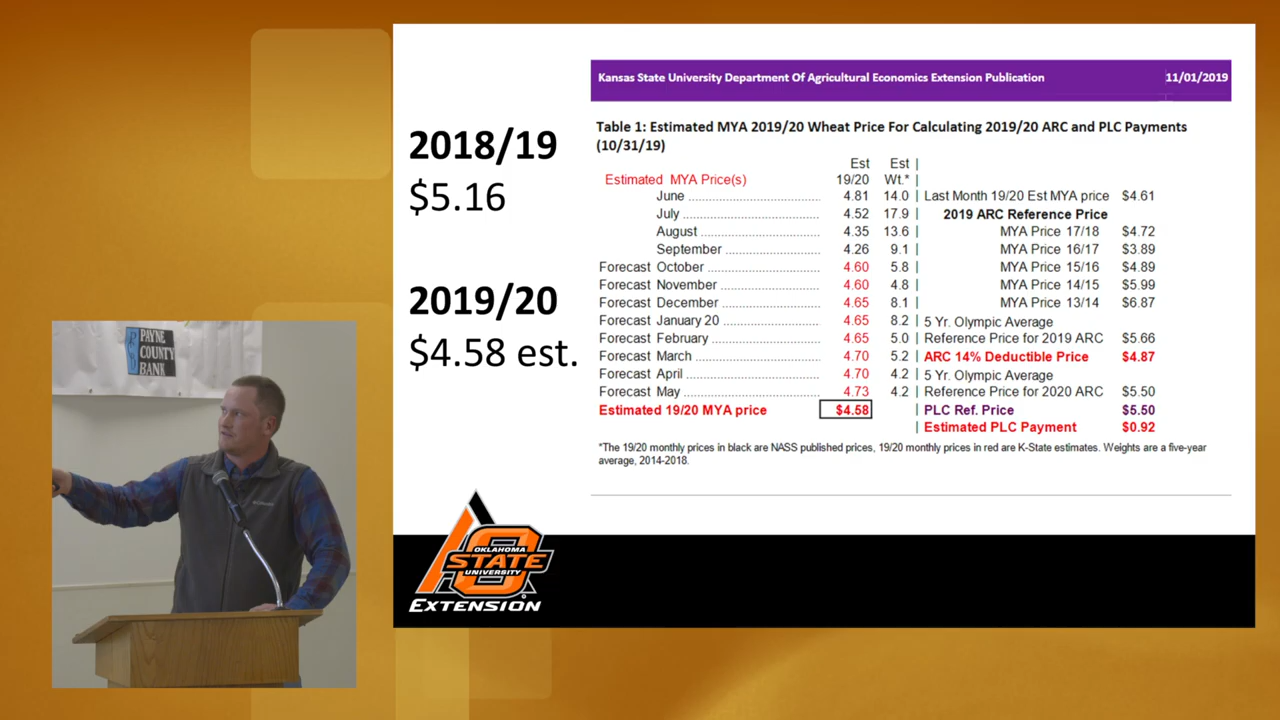 Kansas State University Department Of Agricultural Economics Extension Publication 11/01/2019
2018/19
$5.16
2019/20
$4.58 est.
Table 1: Estimated MYA 2019/20 Wheat Price For Calculating 2019/20 ARC and PLC Payments
(10/31/19)
Est Est
Estimated MYA Price(s) 19/20 Wt.*
June 4.81 14.0 Last Month 19/20 Est MYA price $4.61
July 4.52 17.9 2019 ARC Reference Price
August 4.35 13.6 MYA Price 17/18 $4.72
September 4.26 9.1 MYA Price 16/17 $3.89
Forecast October 4.60 5.8 MYA Price 15/16 $4.89
Forecast November 4.60 4.8 MYA Price 14/15 $5.99
Forecast December 4.65 8.1 MYA Price 13/14 $6.87
Forecast January 20 4.65 8.2 5 Yr. Olympic Average
Forecast February 4.65 5.0 Reference Price for 2019 ARC $5.66
Forecast March 4.70 5.2 ARC 14% Deductible Price $4.87
Forecast April 4.70 4.2 5 Yr. Olympic Average
Forecast May 4.73 4.2 Reference Price for 2020 ARC $5.50
Estimated 19/20 MYA price $4.58 PLC Ref. Price $5.50
Estimated PLC Payment $0.92
*The 19/20 monthly prices in black are NASS published prices, 19/20 monthly prices in red are K-State estimates. Weights are a five-year
average, 2014-2018.
PAYNE
COUNTY
BANK
OKLAHOMA
STATE
UNIVERSITY
EXTENSION